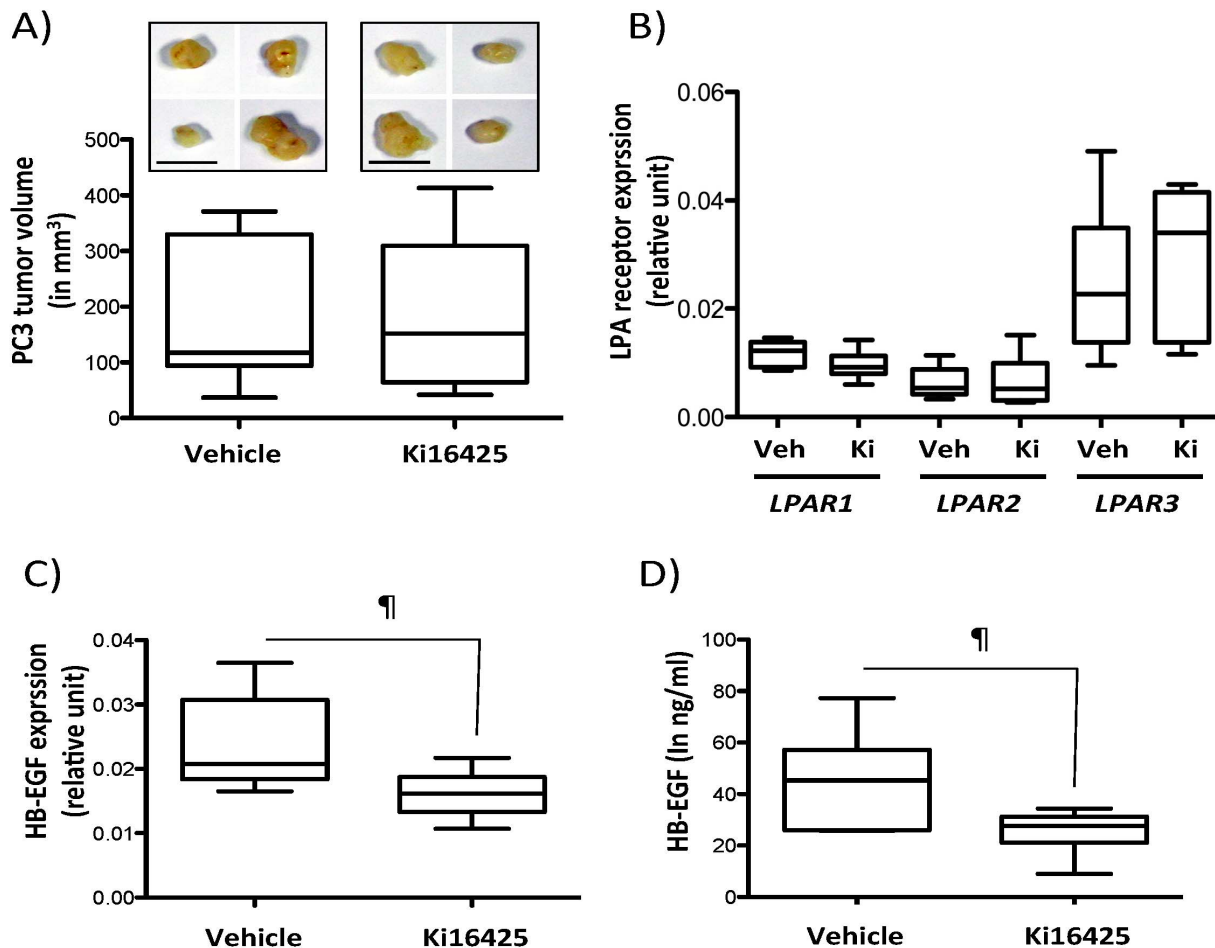 A)
PC3 tumor volume
(in mm³)
500
400
300
200
100
0
Vehicle Ki16425
B)
LPA receptor exprssion
(relative unit)
0.06
0.04
0.02
0.00
Veh Ki Veh Ki Veh Ki
LPAR1 LPAR2 LPAR3
C)
HB-EGF exprssion
(relative unit)
¶
0.04
0.03
0.02
0.01
0.00
Vehicle Ki16425
D)
HB-EGF (In ng/ml)
¶
100
80
60
40
20
0
Vehicle Ki16425